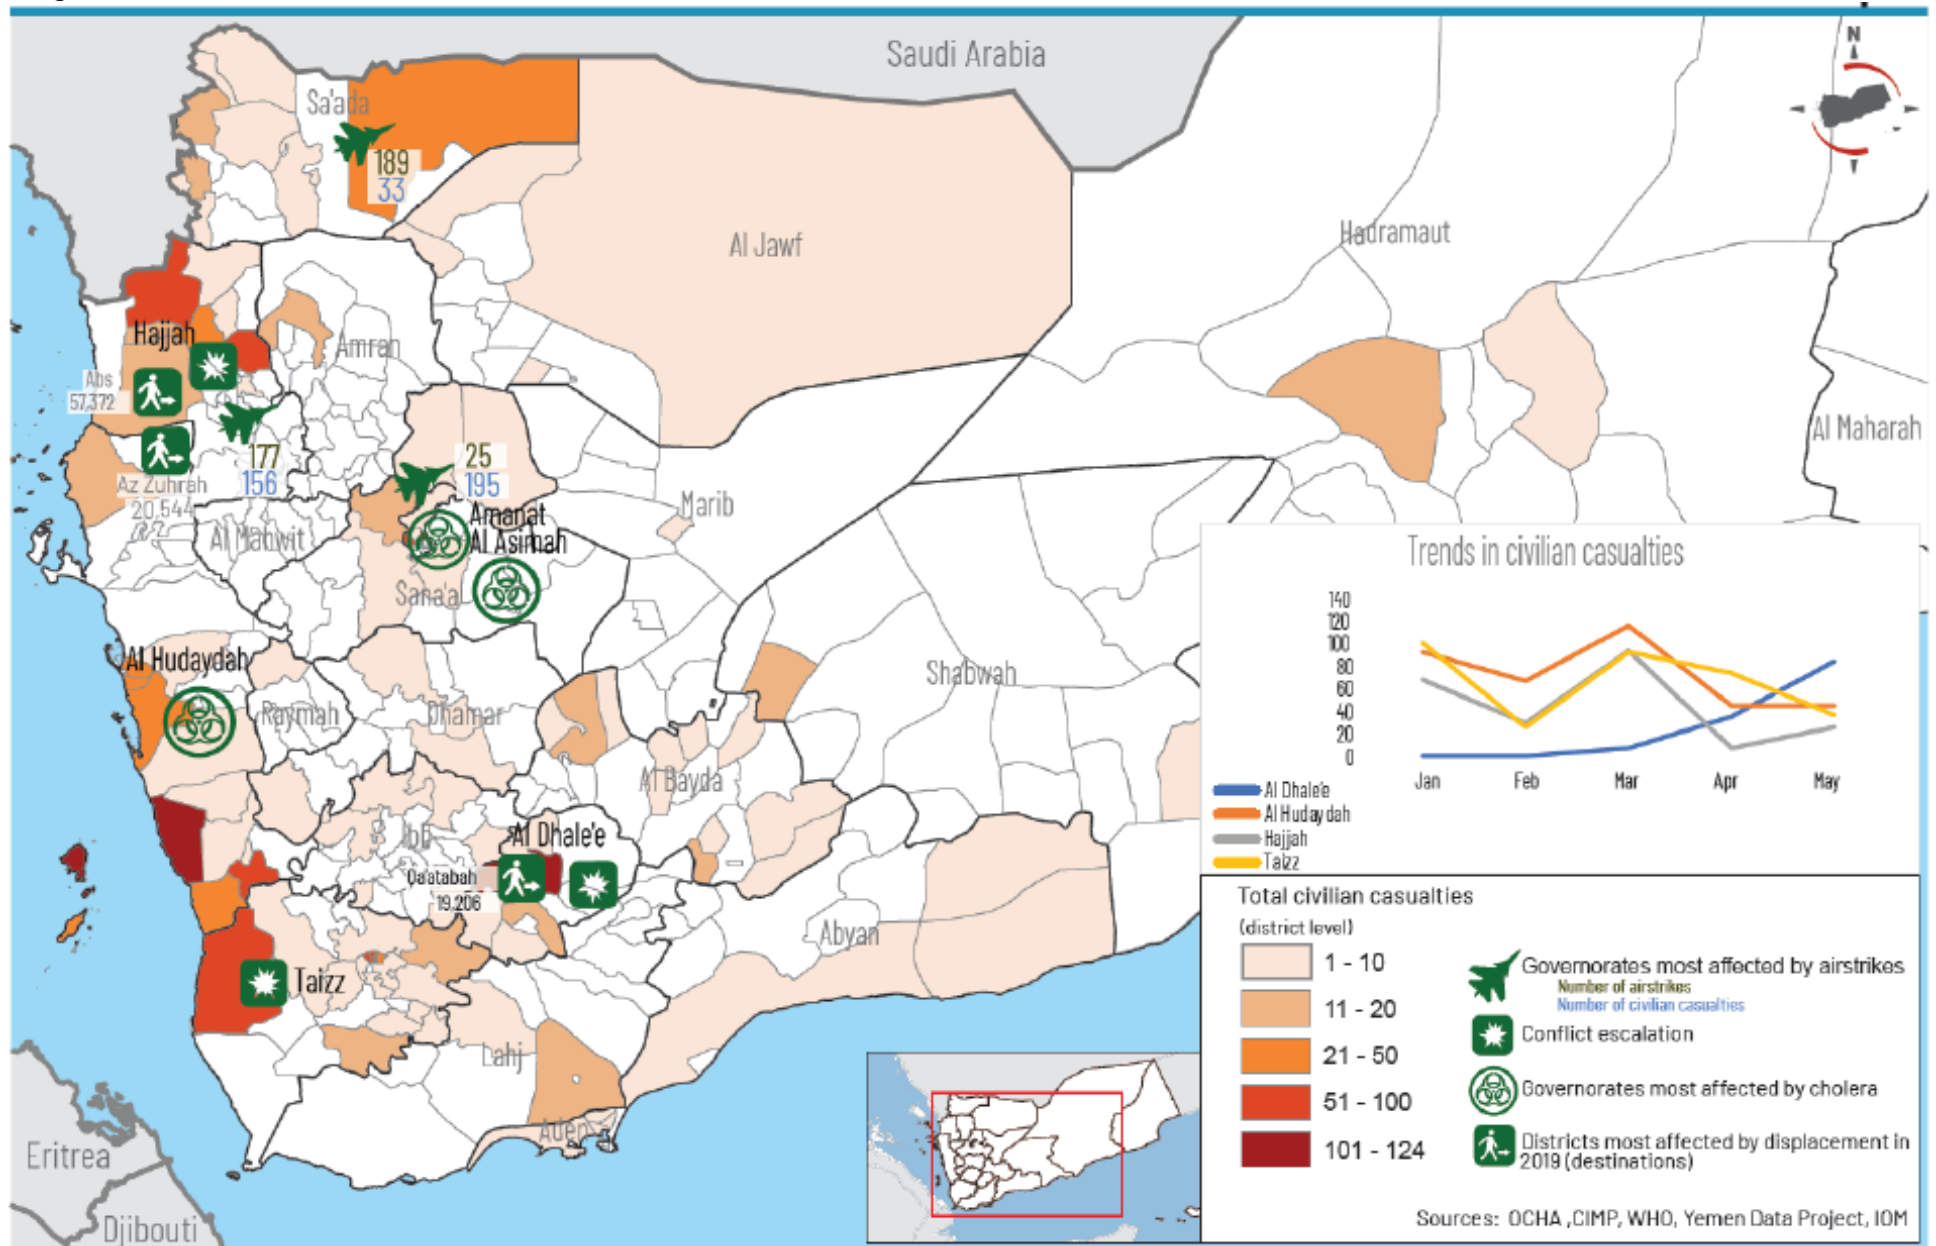 Saudi Arabia
N
Sa'ada
189
33
Al Jawf
Hadramaut
Hajjah
Amran
Abs
57,372
Al Maharah
177
156
25
195
Az Zuhrah
20,544
Marib
Amanat
Al Asimah
Al Mahwit
Sana'a
Al Hudaydah
Shabwah
Raymah
Dhamar
Al Bayda
Ibb
Al Dhale'e
Qa'atabah
19,206
Abyan
Taizz
Lahj
Aden
Eritrea
Djibouti
Trends in civilian casualties
140
120
100
80
60
40
20
0
Jan Feb Mar Apr May
Al Dhale'e
Al Hudaydah
Hajjah
Taizz
Total civilian casualties
(district level)
1 - 10
11 - 20
21 - 50
51 - 100
101 - 124
Governorates most affected by airstrikes
Number of airstrikes
Number of civilian casualties
Conflict escalation
Governorates most affected by cholera
Districts most affected by displacement in
2019 (destinations)
Sources: OCHA ,CIMP, WHO, Yemen Data Project, IOM